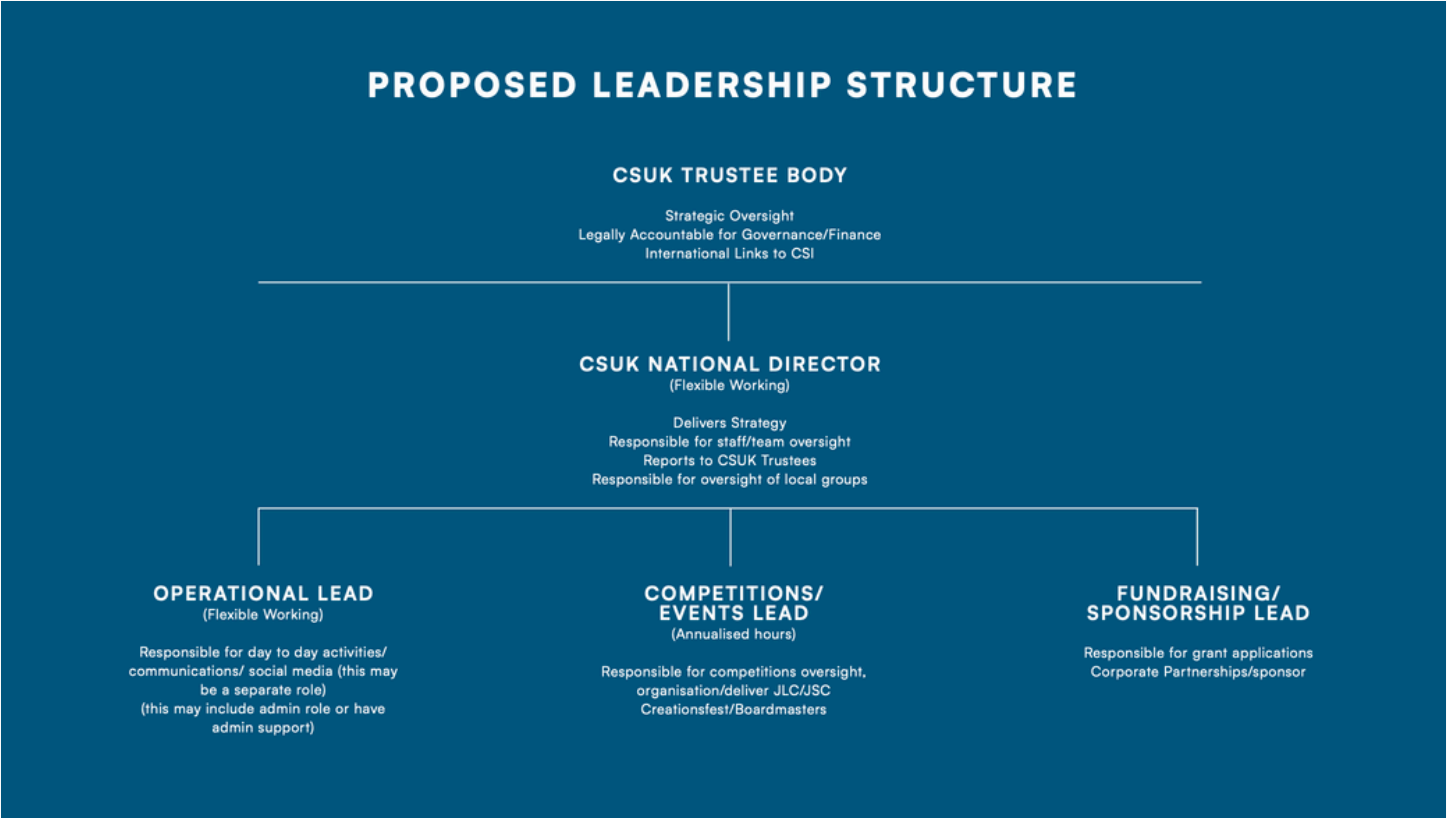 PROPOSED LEADERSHIP STRUCTURE
CSUK TRUSTEE BODY
Strategic Oversight
Legally Accountable for Governance/Finance
International Links to CSI
CSUK NATIONAL DIRECTOR
(Flexible Working)
Delivers Strategy
Responsible for staff/team oversight
Reports to CSUK Trustees
Responsible for oversight of local groups
OPERATIONAL LEAD
(Flexible Working)
Responsible for day to day activities/
communications/ social media (this may
be a separate role)
(this may include admin role or have
admin support)
COMPETITIONS/
EVENTS LEAD
(Annualised hours)
Responsible for competitions oversight,
organisation/deliver JLC/JSC
Creationsfest/Boardmasters
FUNDRAISING/
SPONSORSHIP LEAD
Responsible for grant applications
Corporate Partnerships/sponsor